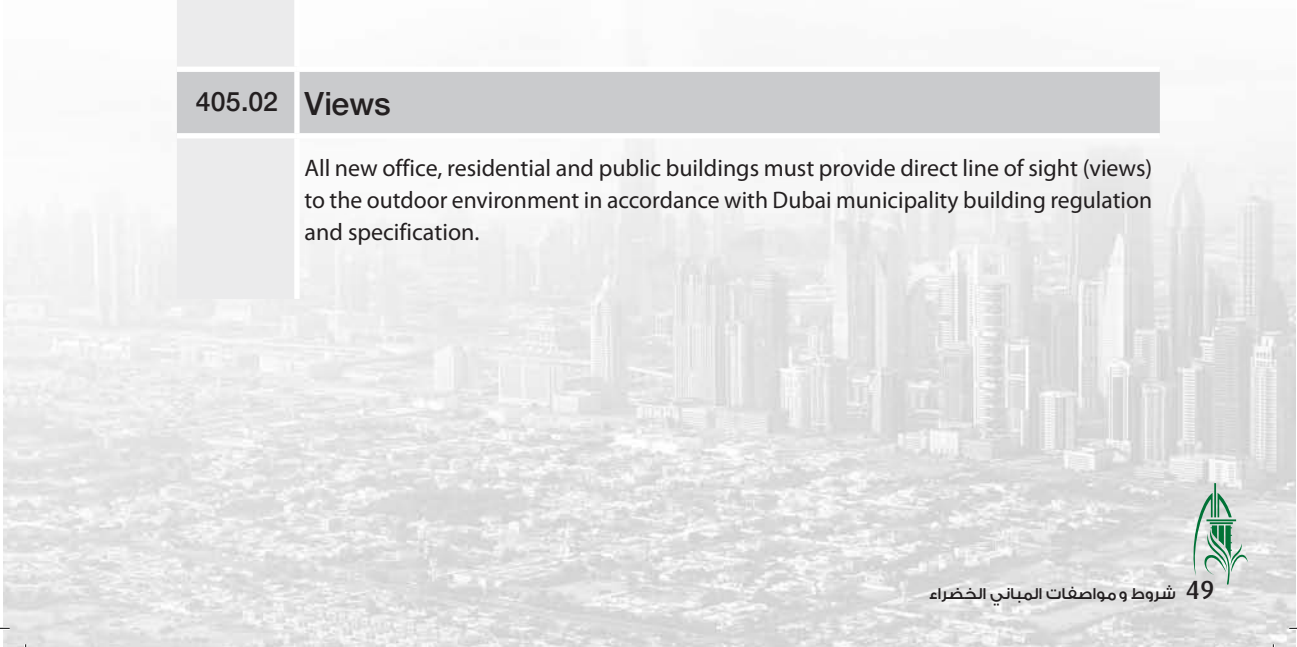 405.02 Views
All new office, residential and public buildings must provide direct line of sight (views)
to the outdoor environment in accordance with Dubai municipality building regulation
and specification.
49 شروط و مواصفات المباني الخضراء